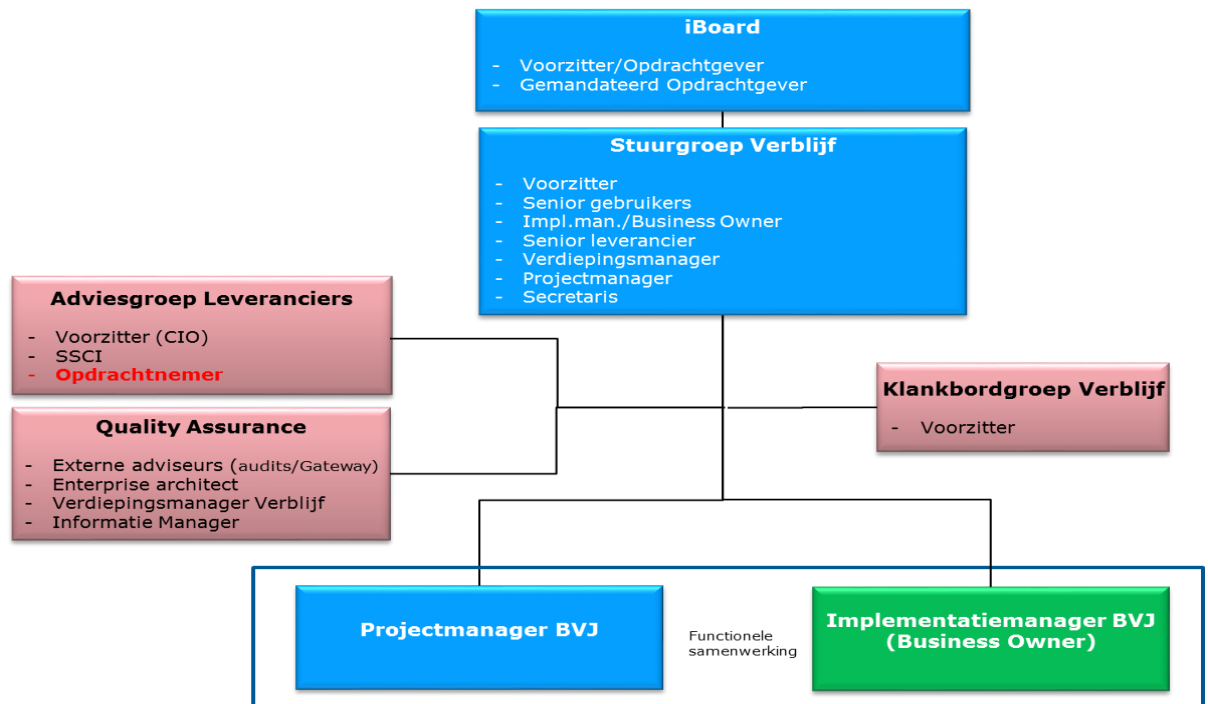 iBoard
- Voorzitter/Opdrachtgever
- Gemandateerd Opdrachtgever
Stuurgroep Verblijf
- Voorzitter
- Senior gebruikers
- Impl.man./Business Owner
- Senior leverancier
- Verdiepingsmanager
- Projectmanager
- Secretaris
Adviesgroep Leveranciers
- Voorzitter (CIO)
- SSCI
- Opdrachtnemer
Klankbordgroep Verblijf
- Voorzitter
Quality Assurance
- Externe adviseurs (audits/Gateway)
- Enterprise architect
- Verdiepingsmanager Verblijf
- Informatie Manager
Projectmanager BVJ
Functionele
samenwerking
Implementatiemanager BVJ
(Business Owner)